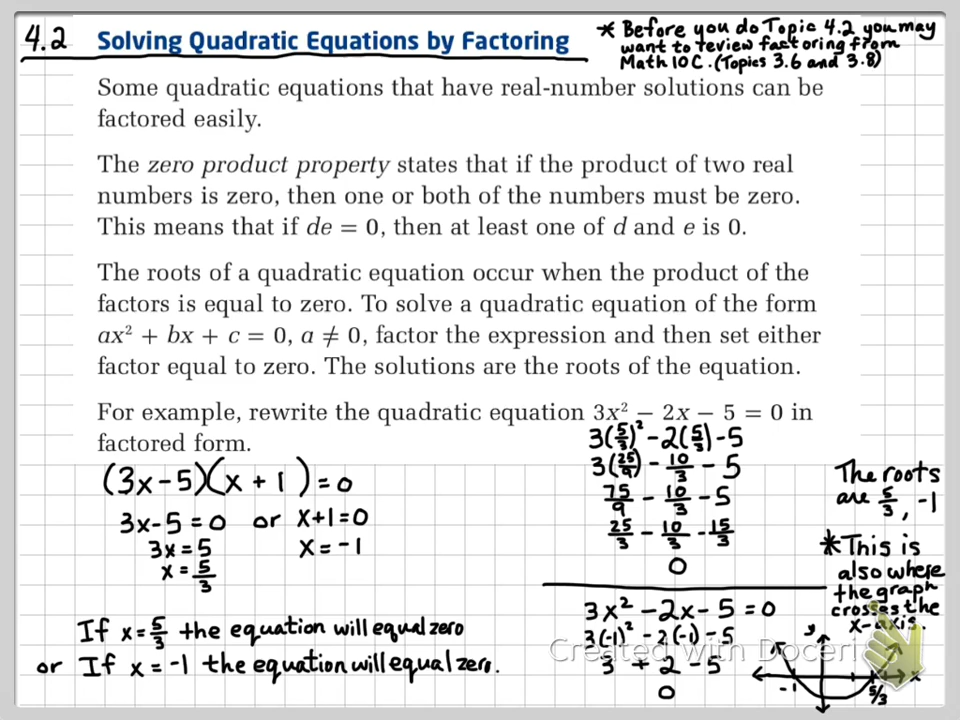 4.2 Solving Quadratic Equations by Factoring
* Before you do Topic 4.2 you may
want to review factoring from
Math 10 C. (Topics 3.6 and 3.8)
Some quadratic equations that have real-number solutions can be
factored easily.
The zero product property states that if the product of two real
numbers is zero, then one or both of the numbers must be zero.
This means that if de = 0, then at least one of d and e is 0.
The roots of a quadratic equation occur when the product of the
factors is equal to zero. To solve a quadratic equation of the form
ax² + bx + c = 0, a ≠ 0, factor the expression and then set either
factor equal to zero. The solutions are the roots of the equation.
For example, rewrite the quadratic equation 3x² − 2x − 5 = 0 in
factored form.
(3x-5)(x+1)=0
3x-5=0 or x+1=0
3x=5 x=-1
x=5/3
If x=5/3 the equation will equal zero
or If x=-1 the equation will equal zero.
3(5/3)²-2(5/3)-5
3(25/9)-10/3-5
75/9-10/3-5
25/3-10/3-15/3
0
3x²-2x-5=0
3(-1)²-2(-1)-5
3+2-5
0
The roots
are 5/3, -1
* This is
also where
the graph
crosses the
x-axis.
y
x
-1
5/3
Created with Doceri